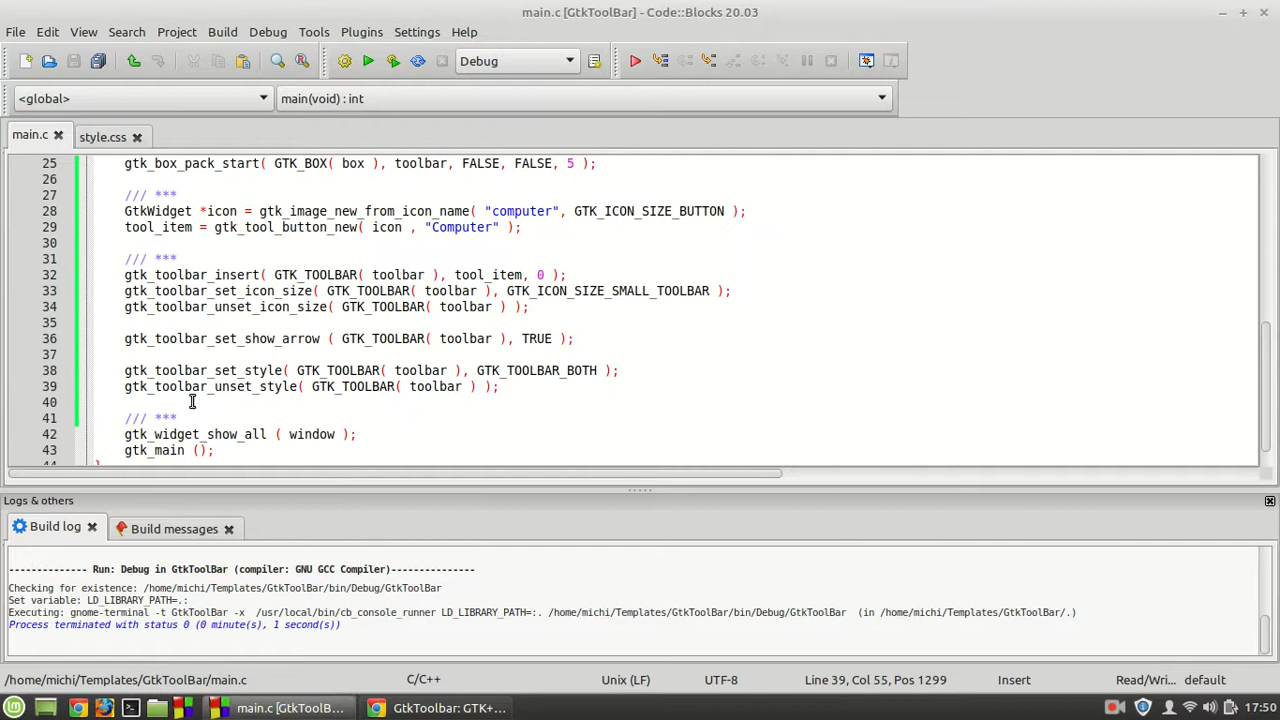 main.c [GtkToolBar] - Code::Blocks 20.03
File Edit View Search Project Build Debug Tools Plugins Settings Help
Debug
<global> main(void) : int
main.c style.css
25 gtk_box_pack_start( GTK_BOX( box ), toolbar, FALSE, FALSE, 5 );
26
27 /// ***
28 GtkWidget *icon = gtk_image_new_from_icon_name( "computer", GTK_ICON_SIZE_BUTTON );
29 tool_item = gtk_tool_button_new( icon , "Computer" );
30
31 /// ***
32 gtk_toolbar_insert( GTK_TOOLBAR( toolbar ), tool_item, 0 );
33 gtk_toolbar_set_icon_size( GTK_TOOLBAR( toolbar ), GTK_ICON_SIZE_SMALL_TOOLBAR );
34 gtk_toolbar_unset_icon_size( GTK_TOOLBAR( toolbar ) );
35
36 gtk_toolbar_set_show_arrow ( GTK_TOOLBAR( toolbar ), TRUE );
37
38 gtk_toolbar_set_style( GTK_TOOLBAR( toolbar ), GTK_TOOLBAR_BOTH );
39 gtk_toolbar_unset_style( GTK_TOOLBAR( toolbar ) );
40
41 /// ***
42 gtk_widget_show_all ( window );
43 gtk_main ();
44 }
Logs & others
Build log Build messages
-------------- Run: Debug in GtkToolBar (compiler: GNU GCC Compiler)---------------
Checking for existence: /home/michi/Templates/GtkToolBar/bin/Debug/GtkToolBar
Set variable: LD_LIBRARY_PATH=.:
Executing: gnome-terminal -t GtkToolBar -x /usr/local/bin/cb_console_runner LD_LIBRARY_PATH=:. /home/michi/Templates/GtkToolBar/bin/Debug/GtkToolBar (in /home/michi/Templates/GtkToolBar/.)
Process terminated with status 0 (0 minute(s), 1 second(s))
/home/michi/Templates/GtkToolBar/main.c C/C++ Unix (LF) UTF-8 Line 39, Col 55, Pos 1299 Insert Read/Wri... default
main.c [GtkToolB... GtkToolbar: GTK+... 17:50